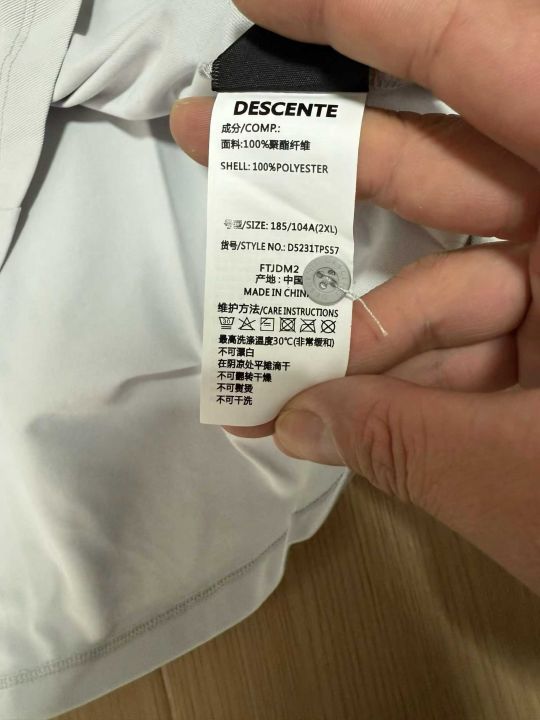 DESCENTE
成分/COMP.:
面料:100%聚酯纤维
SHELL: 100%POLYESTER
号型/SIZE: 185/104A(2XL)
货号/STYLE NO.: D5231TPS57
FTJDM2
产地: 中国
MADE IN CHIN
维护方法/CARE INSTRUCTIONS
30
最高洗涤温度30℃(非常缓和)
不可漂白
在阴凉处平摊滴干
不可翻转干燥
不可熨烫
不可干洗